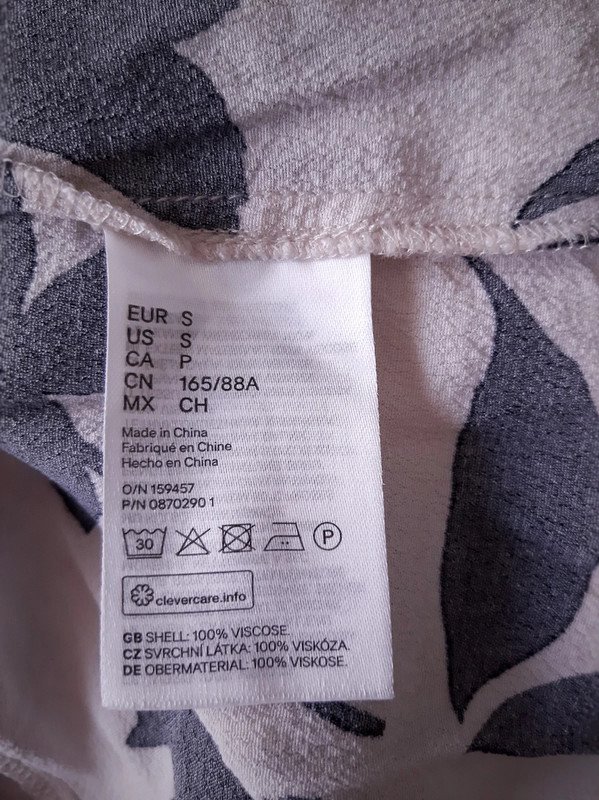 EUR S
US S
CA P
CN 165/88A
MX CH
Made in China
Fabriqué en Chine
Hecho en China
O/N 159457
P/N 0870290 1
30 P
clevercare.info
GB SHELL: 100% VISCOSE.
CZ SVRCHNÍ LÁTKA: 100% VISKÓZA.
DE OBERMATERIAL: 100% VISKOSE.